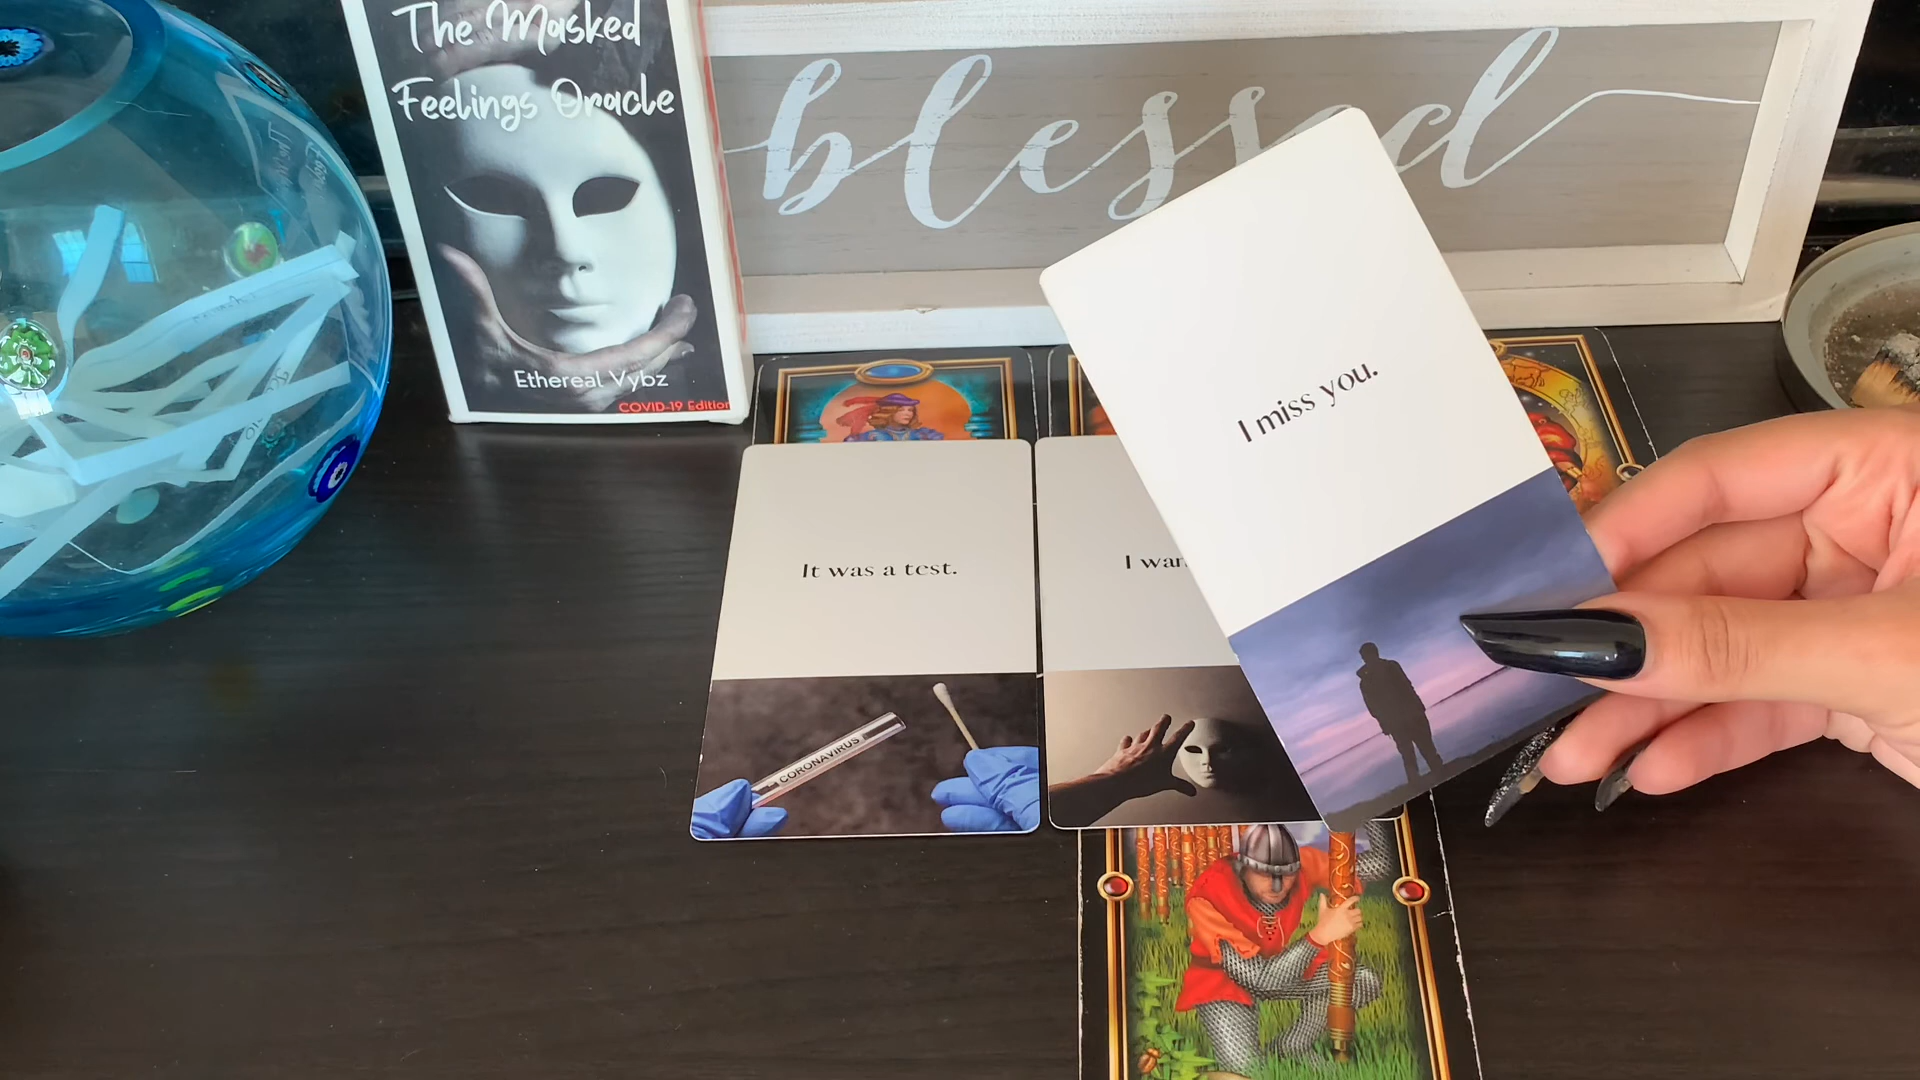 The Masked
Feelings Oracle
Ethereal Vybz
COVID-19 Edition
blessed
I miss you.
It was a test.
I
CORONAVIRUS